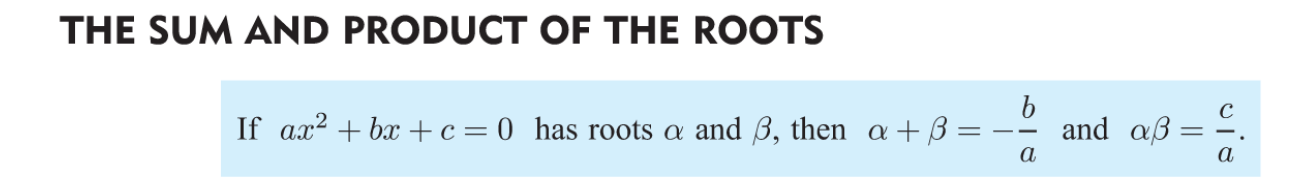 THE SUM AND PRODUCT OF THE ROOTS
If ax² + bx + c = 0 has roots α and β, then α + β = −b/a and αβ = c/a.